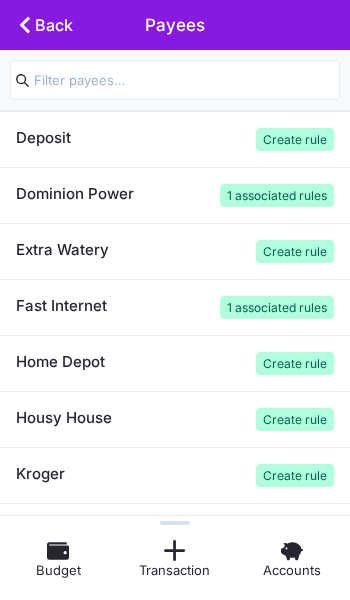 Back
Payees
Filter payees...
Deposit
Create rule
Dominion Power
1 associated rules
Extra Watery
Create rule
Fast Internet
1 associated rules
Home Depot
Create rule
Housy House
Create rule
Kroger
Create rule
Budget
Transaction
Accounts